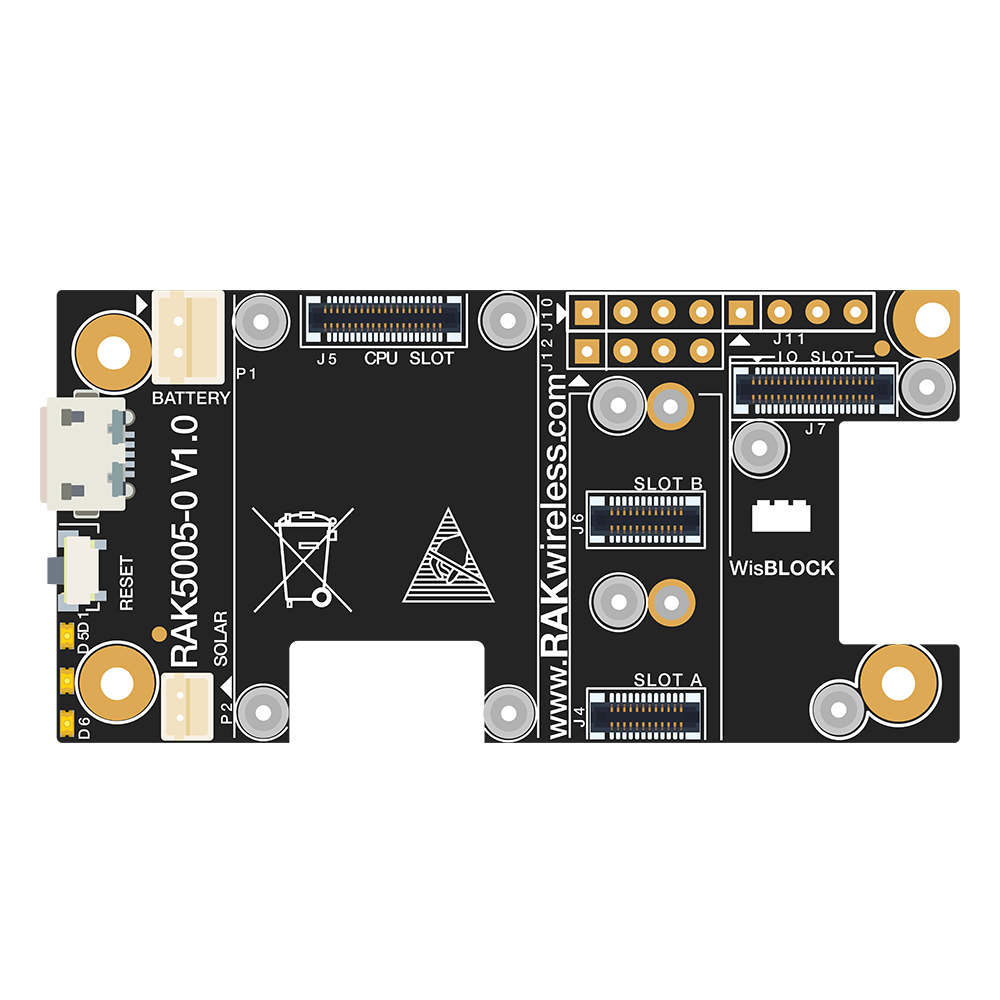 BATTERY
P1
J5
CPU SLOT
J10
J12
J11
IO SLOT
J7
RAK5005-0 V1.0
www.RAKwireless.com
SLOT B
J6
WisBLOCK
RESET
D1
D5
D6
SOLAR
P2
SLOT A
J4